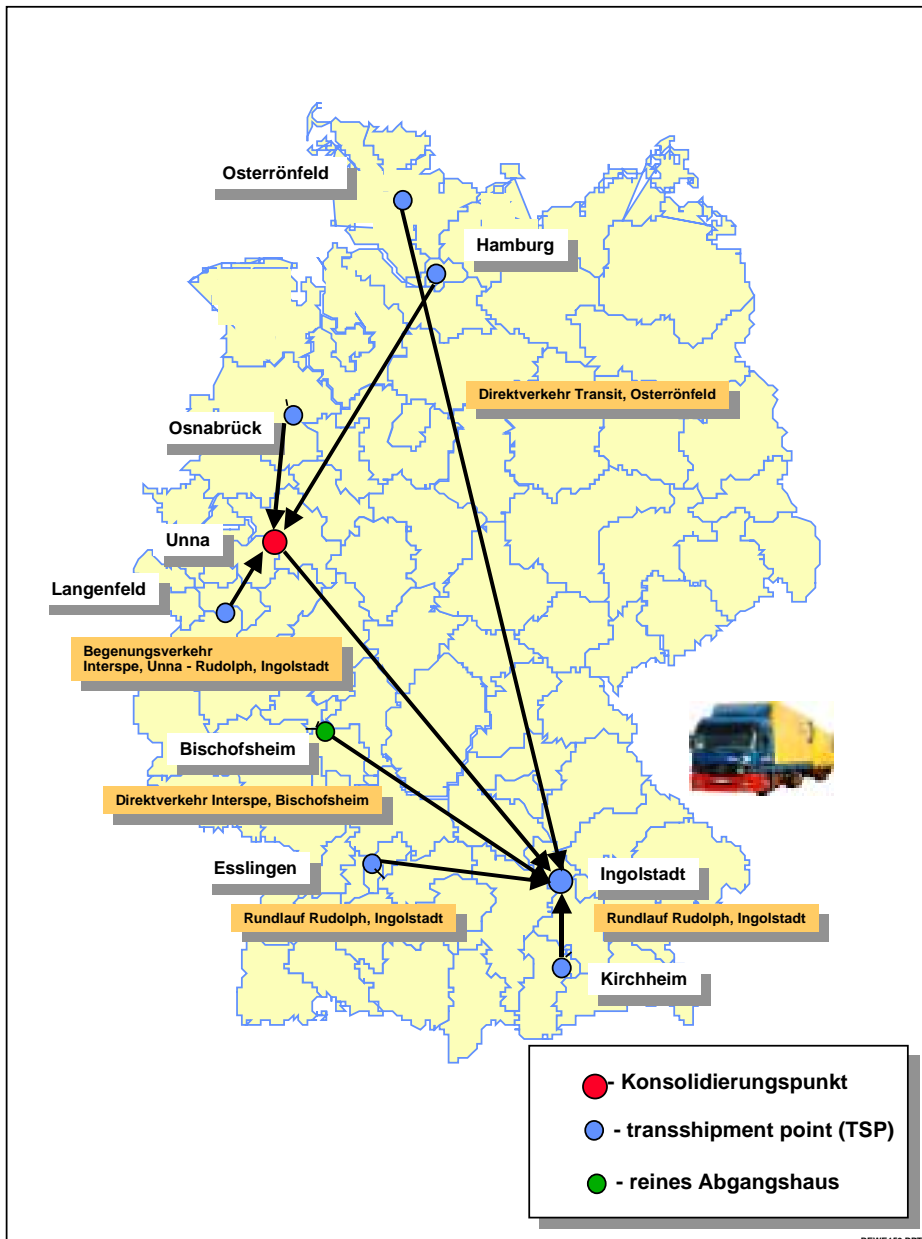 Osterrönfeld
Hamburg
Direktverkehr Transit, Osterrönfeld
Osnabrück
Unna
Langenfeld
Begenungsverkehr
Interspe, Unna - Rudolph, Ingolstadt
Bischofsheim
Direktverkehr Interspe, Bischofsheim
Esslingen
Ingolstadt
Rundlauf Rudolph, Ingolstadt
Rundlauf Rudolph, Ingolstadt
Kirchheim
- Konsolidierungspunkt
- transshipment point (TSP)
- reines Abgangshaus